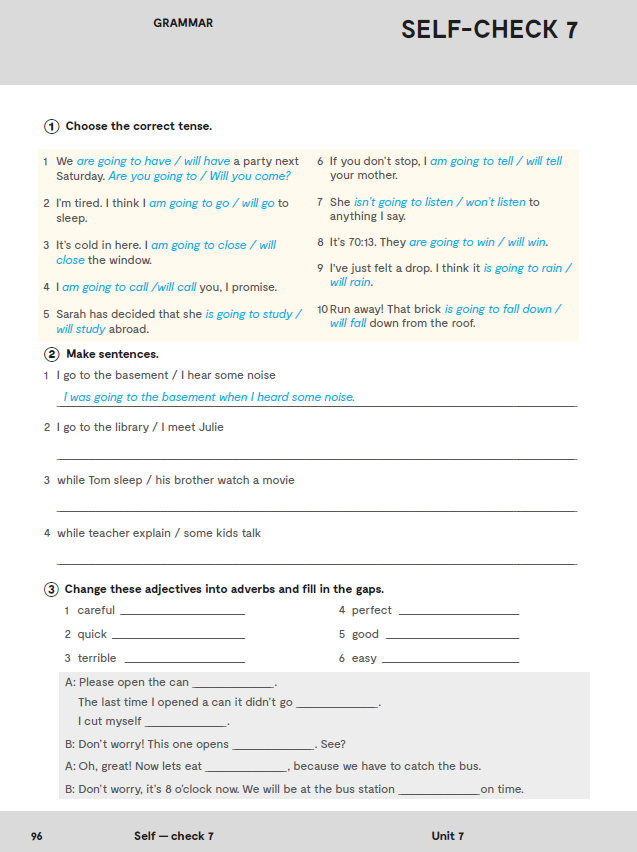 GRAMMAR
SELF-CHECK 7
1 Choose the correct tense.
1 We are going to have / will have a party next
Saturday. Are you going to / Will you come?
2 I'm tired. I think I am going to go / will go to
sleep.
3 It's cold in here. I am going to close / will
close the window.
4 I am going to call /will call you, I promise.
5 Sarah has decided that she is going to study /
will study abroad.
6 If you don't stop, I am going to tell / will tell
your mother.
7 She isn't going to listen / won't listen to
anything I say.
8 It's 70:13. They are going to win / will win.
9 I've just felt a drop. I think it is going to rain /
will rain.
10 Run away! That brick is going to fall down /
will fall down from the roof.
2 Make sentences.
1 I go to the basement / I hear some noise
I was going to the basement when I heard some noise.
2 I go to the library / I meet Julie
3 while Tom sleep / his brother watch a movie
4 while teacher explain / some kids talk
3 Change these adjectives into adverbs and fill in the gaps.
1 careful ____________
2 quick ____________
3 terrible ____________
4 perfect ____________
5 good ____________
6 easy ____________
A: Please open the can ____________.
The last time I opened a can it didn't go ____________.
I cut myself ____________.
B: Don't worry! This one opens ____________. See?
A: Oh, great! Now lets eat ____________, because we have to catch the bus.
B: Don't worry, it's 8 o'clock now. We will be at the bus station ____________on time.
96
Self — check 7
Unit 7